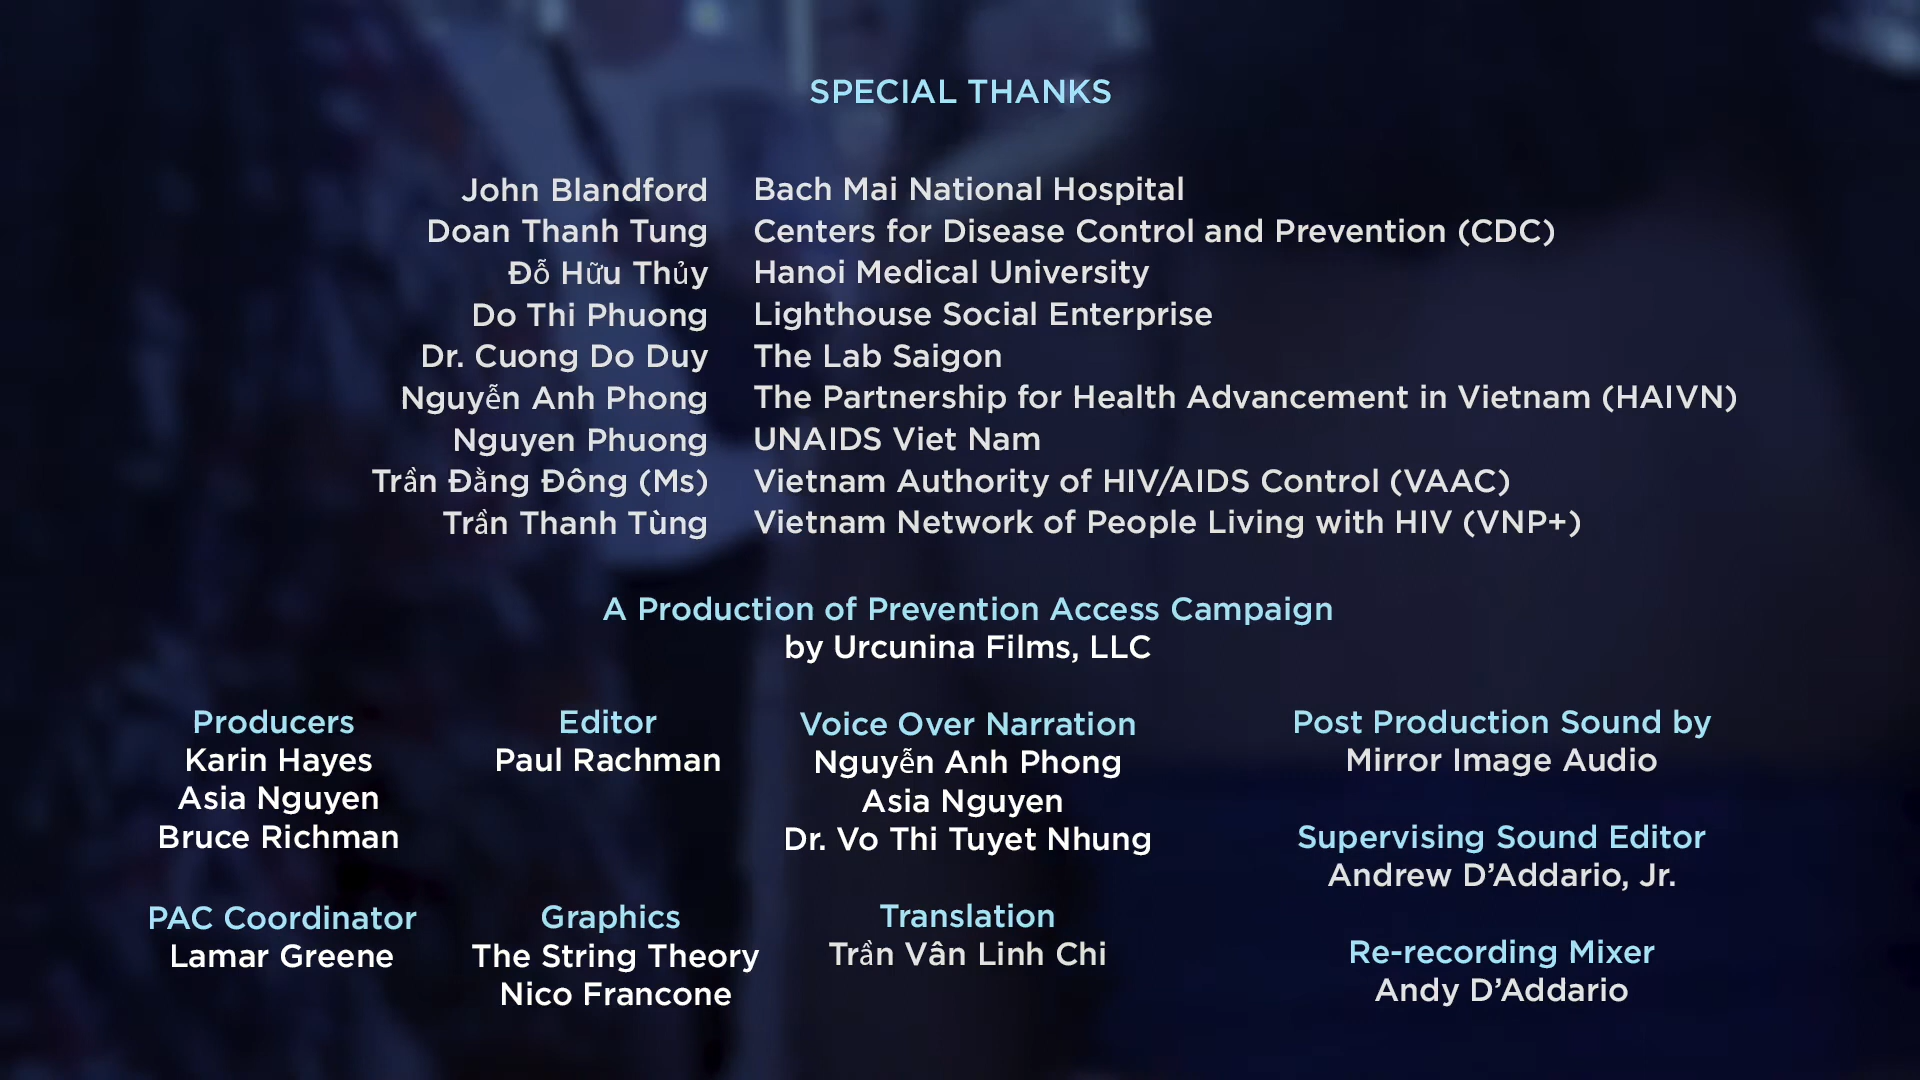 SPECIAL THANKS
John Blandford
Doan Thanh Tung
Đỗ Hữu Thủy
Do Thi Phuong
Dr. Cuong Do Duy
Nguyễn Anh Phong
Nguyen Phuong
Trần Đằng Đông (Ms)
Trần Thanh Tùng
Bach Mai National Hospital
Centers for Disease Control and Prevention (CDC)
Hanoi Medical University
Lighthouse Social Enterprise
The Lab Saigon
The Partnership for Health Advancement in Vietnam (HAIVN)
UNAIDS Viet Nam
Vietnam Authority of HIV/AIDS Control (VAAC)
Vietnam Network of People Living with HIV (VNP+)
A Production of Prevention Access Campaign
by Urcunina Films, LLC
Producers
Karin Hayes
Asia Nguyen
Bruce Richman
PAC Coordinator
Lamar Greene
Editor
Paul Rachman
Graphics
The String Theory
Nico Francone
Voice Over Narration
Nguyễn Anh Phong
Asia Nguyen
Dr. Vo Thi Tuyet Nhung
Translation
Trần Vân Linh Chi
Post Production Sound by
Mirror Image Audio
Supervising Sound Editor
Andrew D’Addario, Jr.
Re-recording Mixer
Andy D’Addario